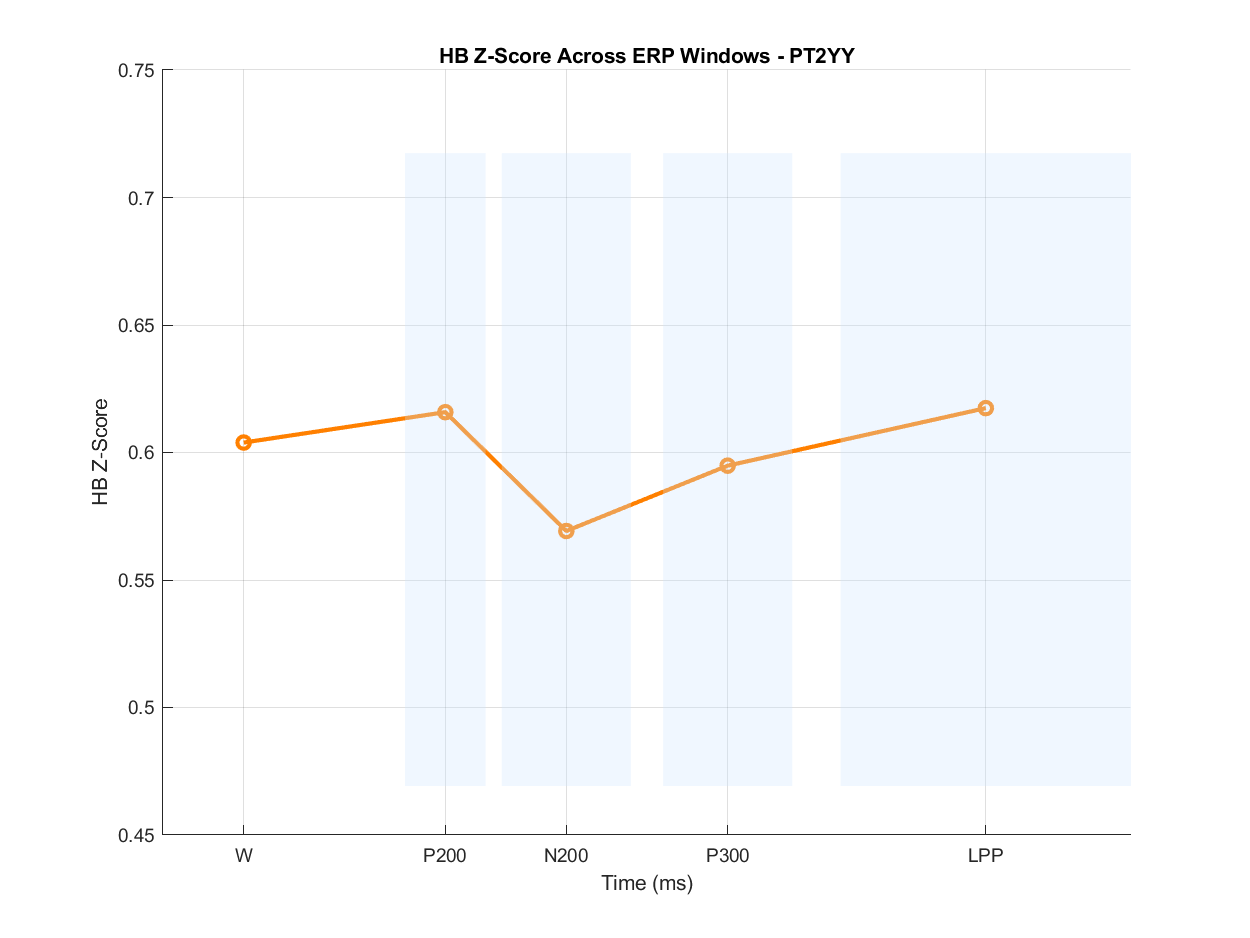 HB Z-Score Across ERP Windows - PT2YY
0.75
0.7
0.65
0.6
0.55
0.5
0.45
HB Z-Score
W P200 N200 P300 LPP
Time (ms)